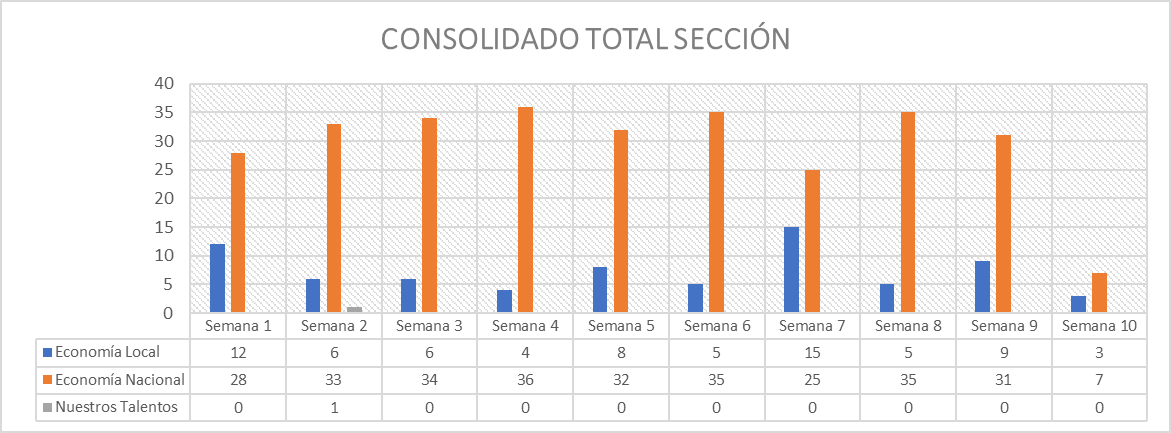 CONSOLIDADO TOTAL SECCIÓN
40
35
30
25
20
15
10
5
0
Semana 1 Semana 2 Semana 3 Semana 4 Semana 5 Semana 6 Semana 7 Semana 8 Semana 9 Semana 10
Economía Local 12 6 6 4 8 5 15 5 9 3
Economía Nacional 28 33 34 36 32 35 25 35 31 7
Nuestros Talentos 0 1 0 0 0 0 0 0 0 0